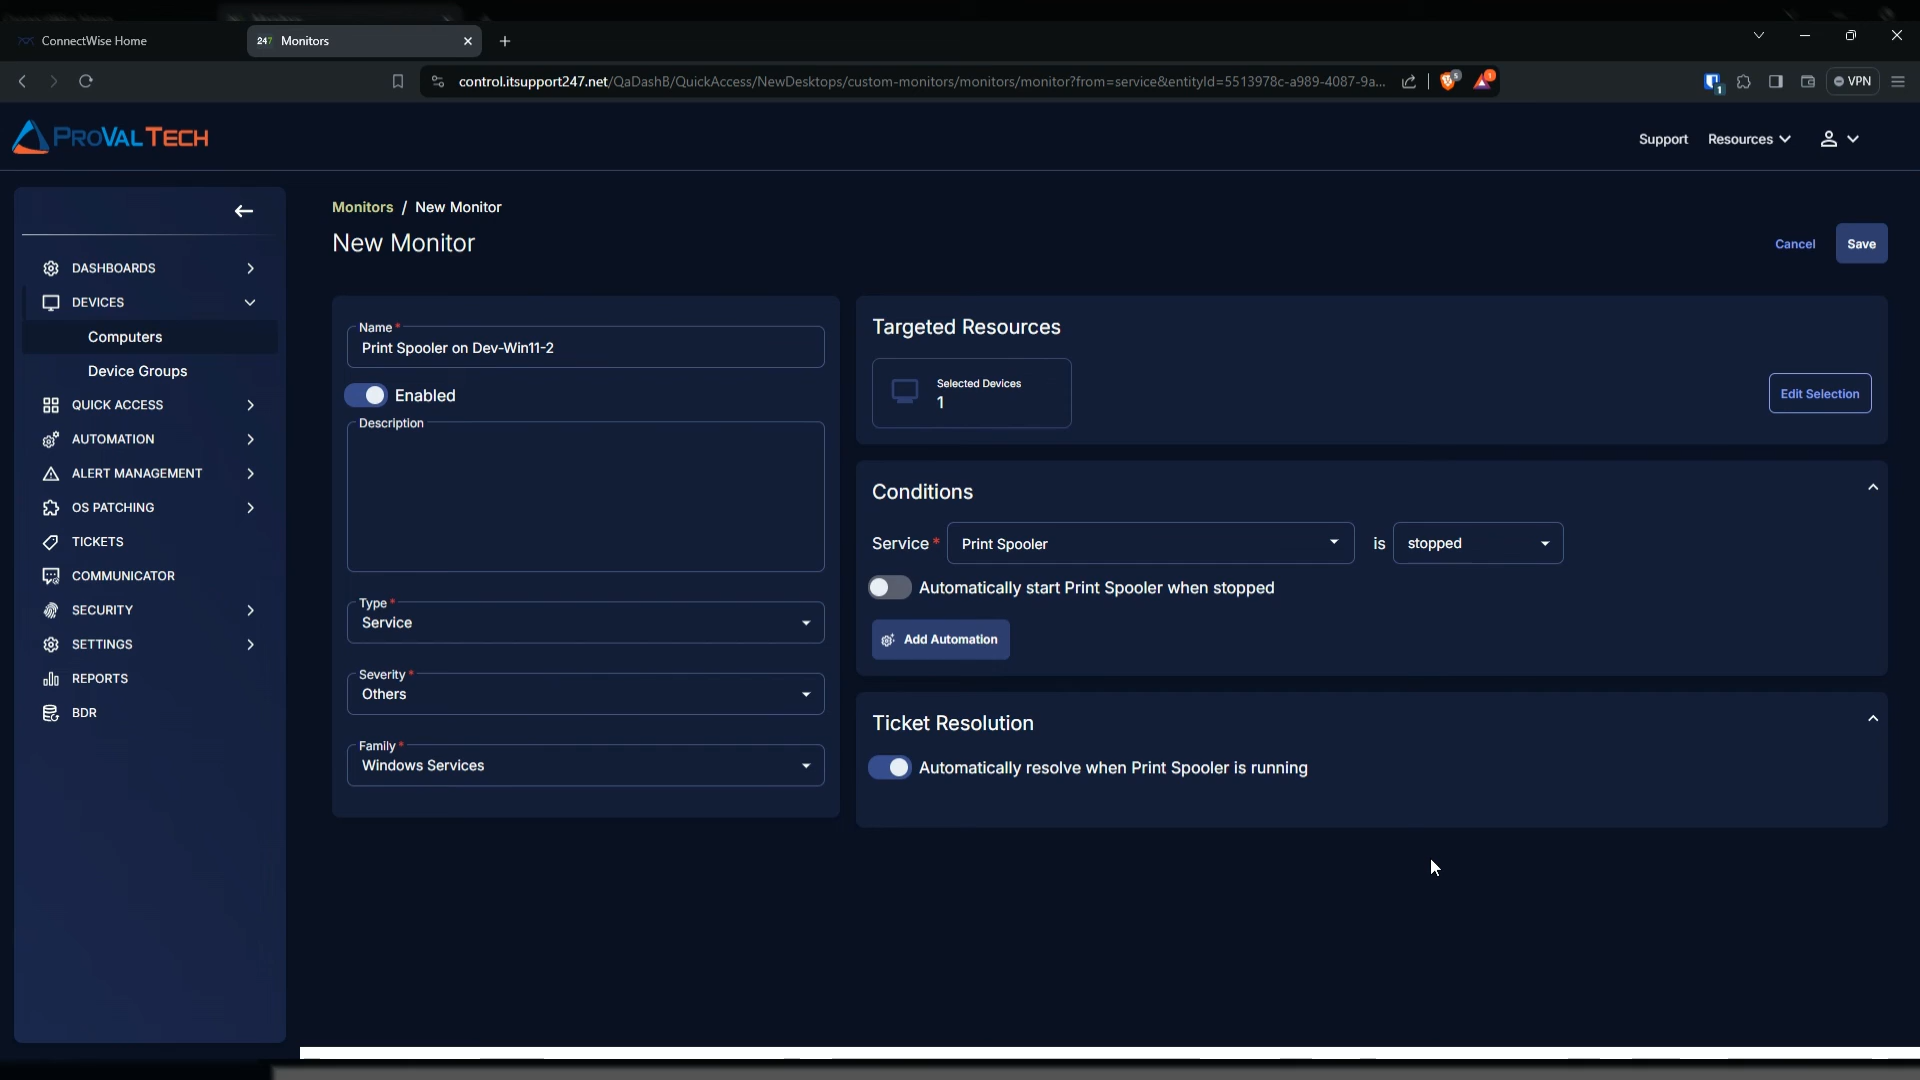 ConnectWise Home
247 Monitors
control.itsupport247.net/QaDashB/QuickAccess/NewDesktops/custom-monitors/monitors/monitor?from=service&entityId=5513978c-a989-4087-9a...
5
1
1
VPN
PROVAL TECH
Support
Resources
Monitors / New Monitor
New Monitor
Cancel
Save
DASHBOARDS
DEVICES
Computers
Device Groups
QUICK ACCESS
AUTOMATION
ALERT MANAGEMENT
OS PATCHING
TICKETS
COMMUNICATOR
SECURITY
SETTINGS
REPORTS
BDR
Name *
Print Spooler on Dev-Win11-2
Enabled
Description
Type *
Service
Severity *
Others
Family *
Windows Services
Targeted Resources
Selected Devices
1
Edit Selection
Conditions
Service * Print Spooler is stopped
Automatically start Print Spooler when stopped
Add Automation
Ticket Resolution
Automatically resolve when Print Spooler is running